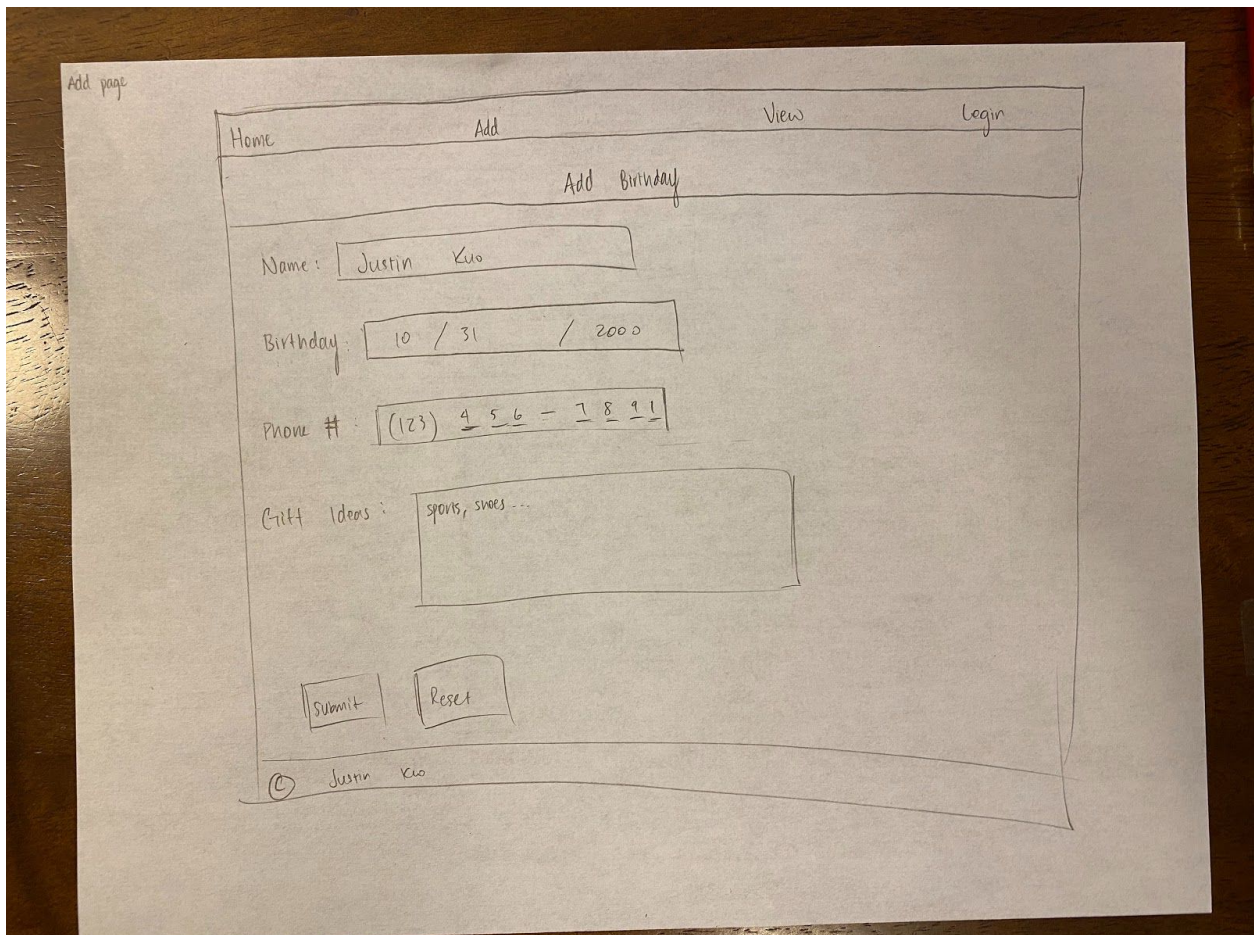 Add page
Home Add View Login
Add Birthday
Name: Justin Kuo
Birthday: 10 / 31 / 2000
Phone #: (123) 456 - 7891
Gift Ideas: sports, shoes...
Submit Reset
© Justin Kuo